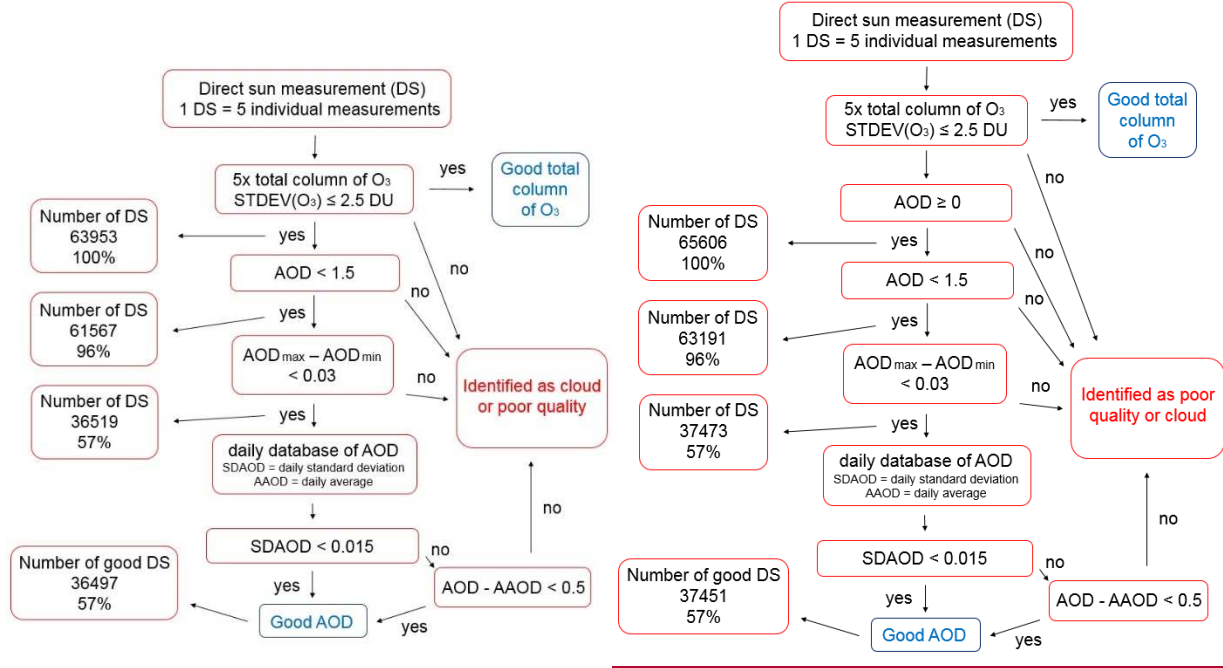 Direct sun measurement (DS)
1 DS = 5 individual measurements
5x total column of O₃
STDEV(O₃) ≤ 2.5 DU
yes
Good total
column
of O₃
Number of DS
63953
100%
yes
no
AOD < 1.5
no
Number of DS
61567
96%
yes
AODmax – AODmin
< 0.03
no
Identified as cloud
or poor quality
Number of DS
36519
57%
yes
daily database of AOD
SDAOD = daily standard deviation
AAOD = daily average
no
SDAOD < 0.015
no
Number of good DS
36497
57%
yes
AOD - AAOD < 0.5
Good AOD
yes
Direct sun measurement (DS)
1 DS = 5 individual measurements
5x total column of O₃
STDEV(O₃) ≤ 2.5 DU
yes
Good total
column
of O₃
no
AOD ≥ 0
Number of DS
65606
100%
yes
no
no
AOD < 1.5
no
Number of DS
63191
96%
yes
AODmax – AODmin
< 0.03
no
Identified as poor
quality or cloud
Number of DS
37473
57%
yes
daily database of AOD
SDAOD = daily standard deviation
AAOD = daily average
no
SDAOD < 0.015
no
Number of good DS
37451
57%
yes
AOD - AAOD < 0.5
Good AOD
yes